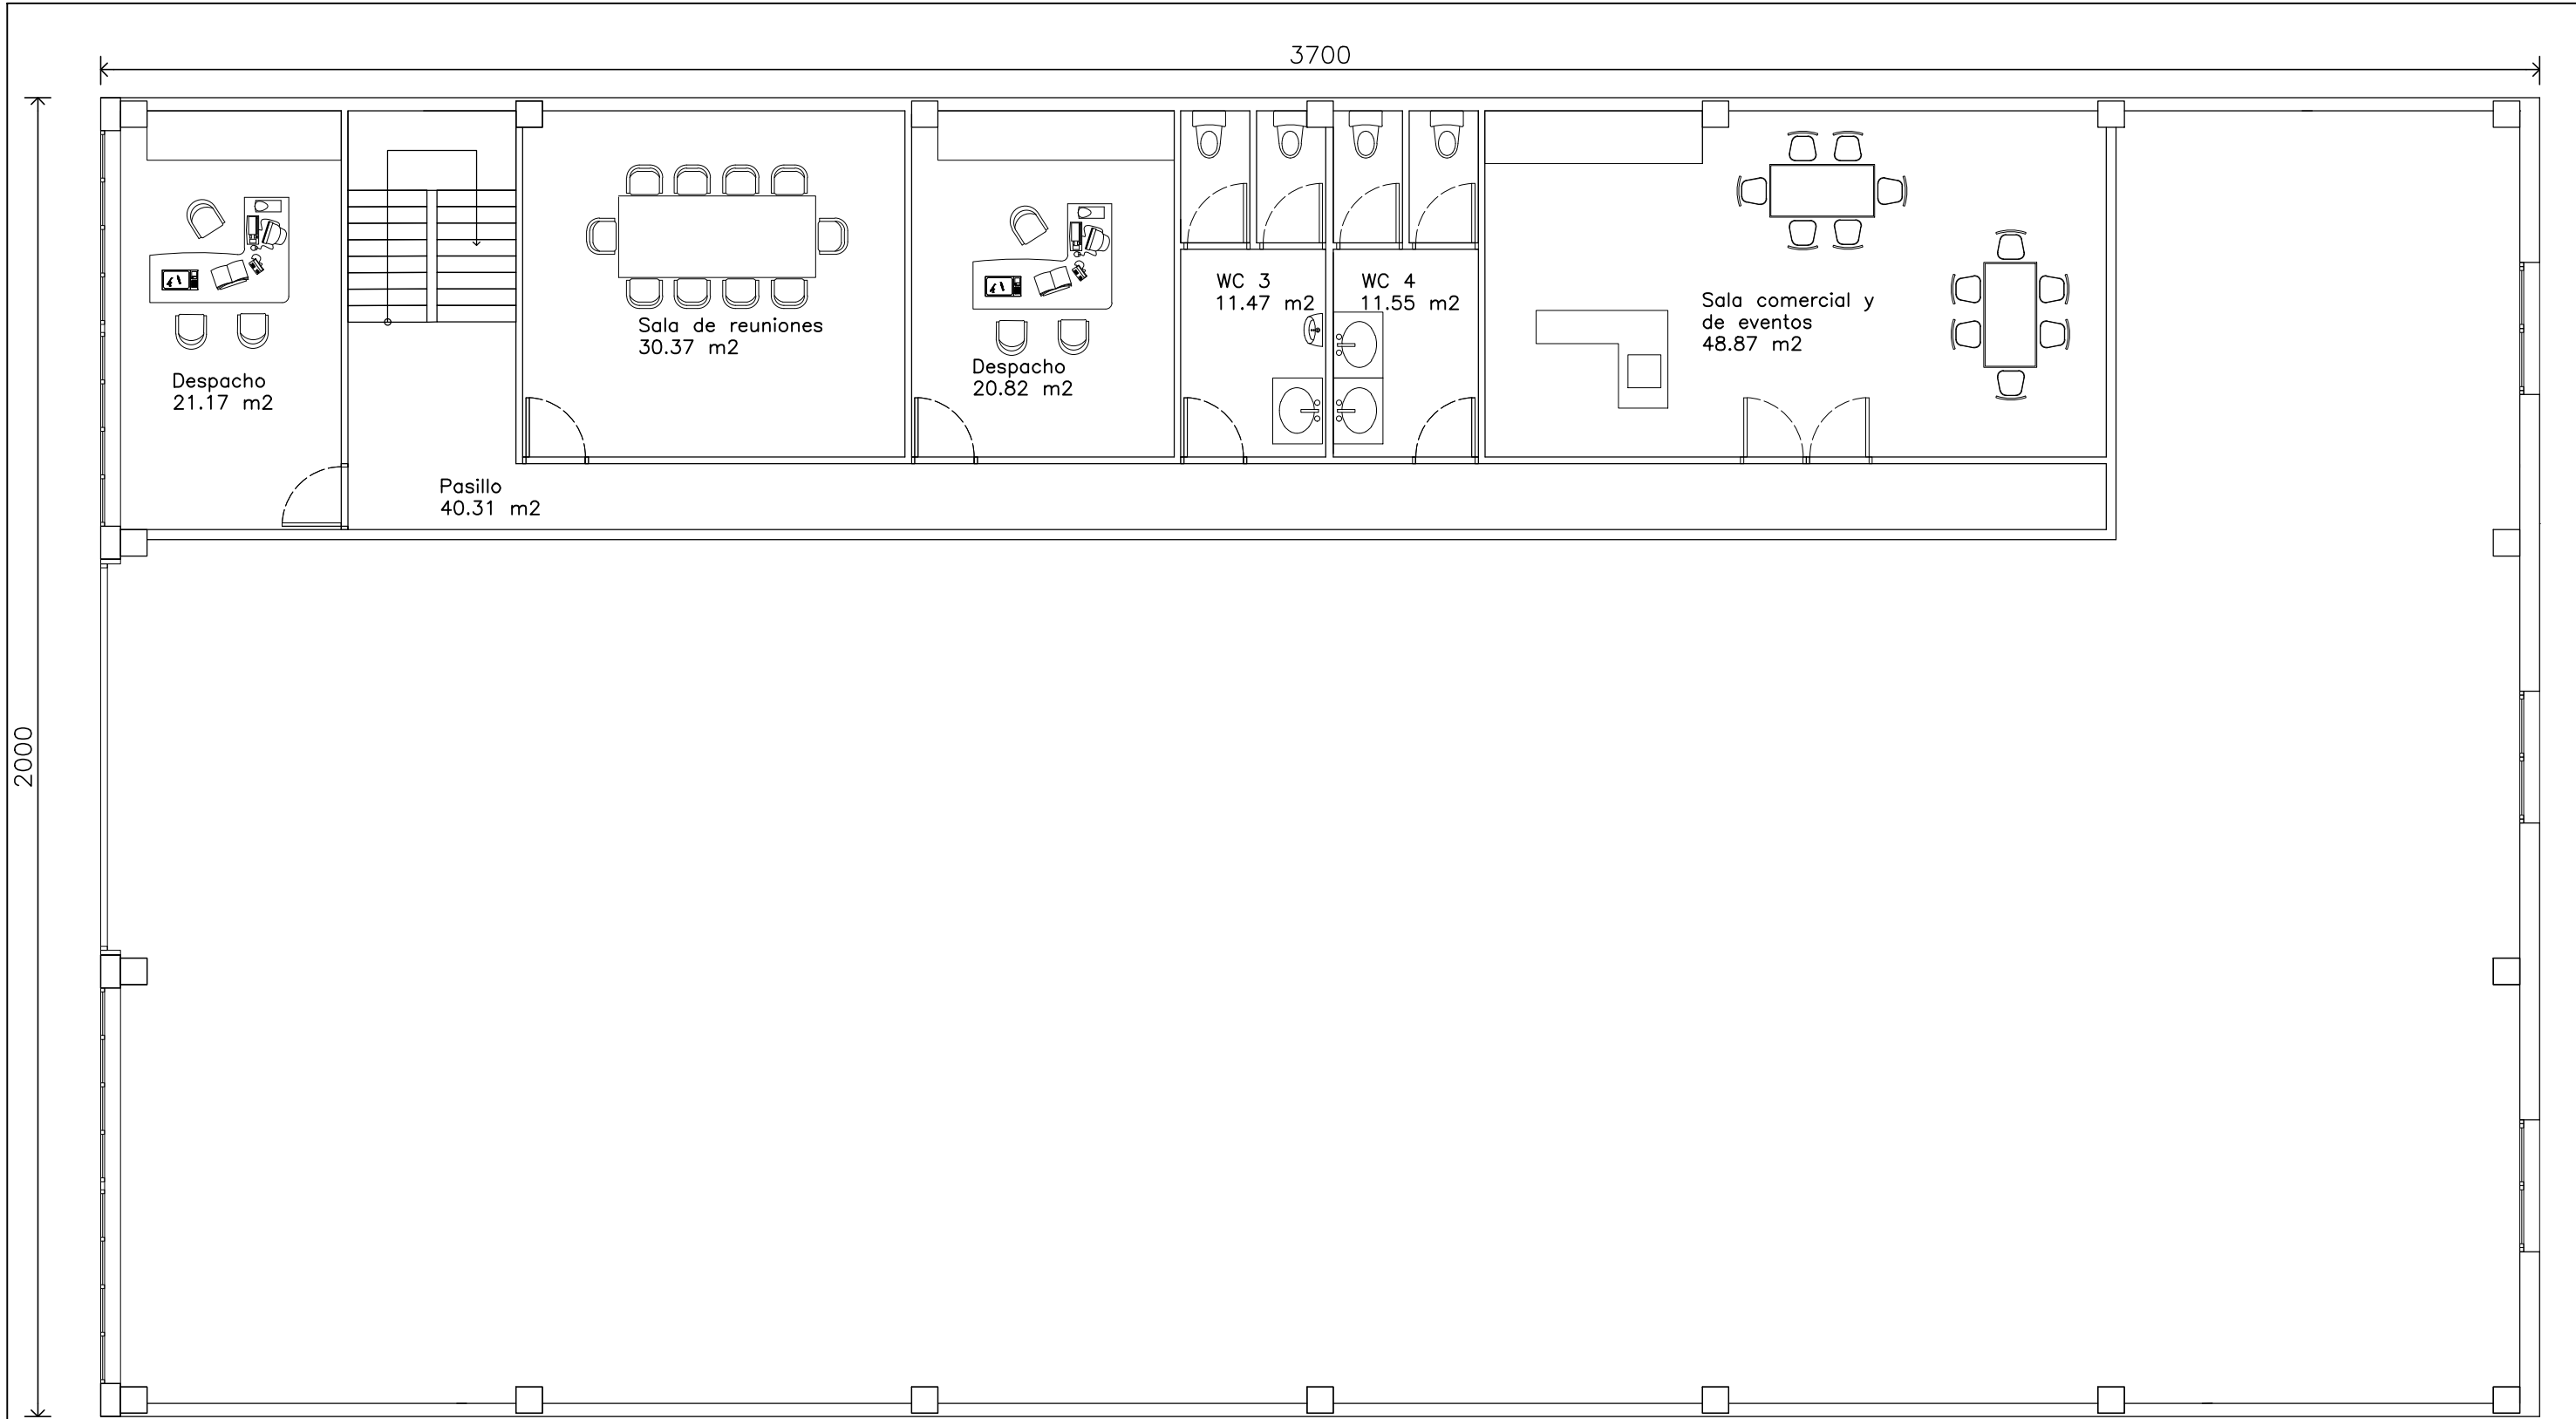 3700
2000
Despacho
21.17 m2
Pasillo
40.31 m2
Sala de reuniones
30.37 m2
Despacho
20.82 m2
WC 3
11.47 m2
WC 4
11.55 m2
Sala comercial y
de eventos
48.87 m2